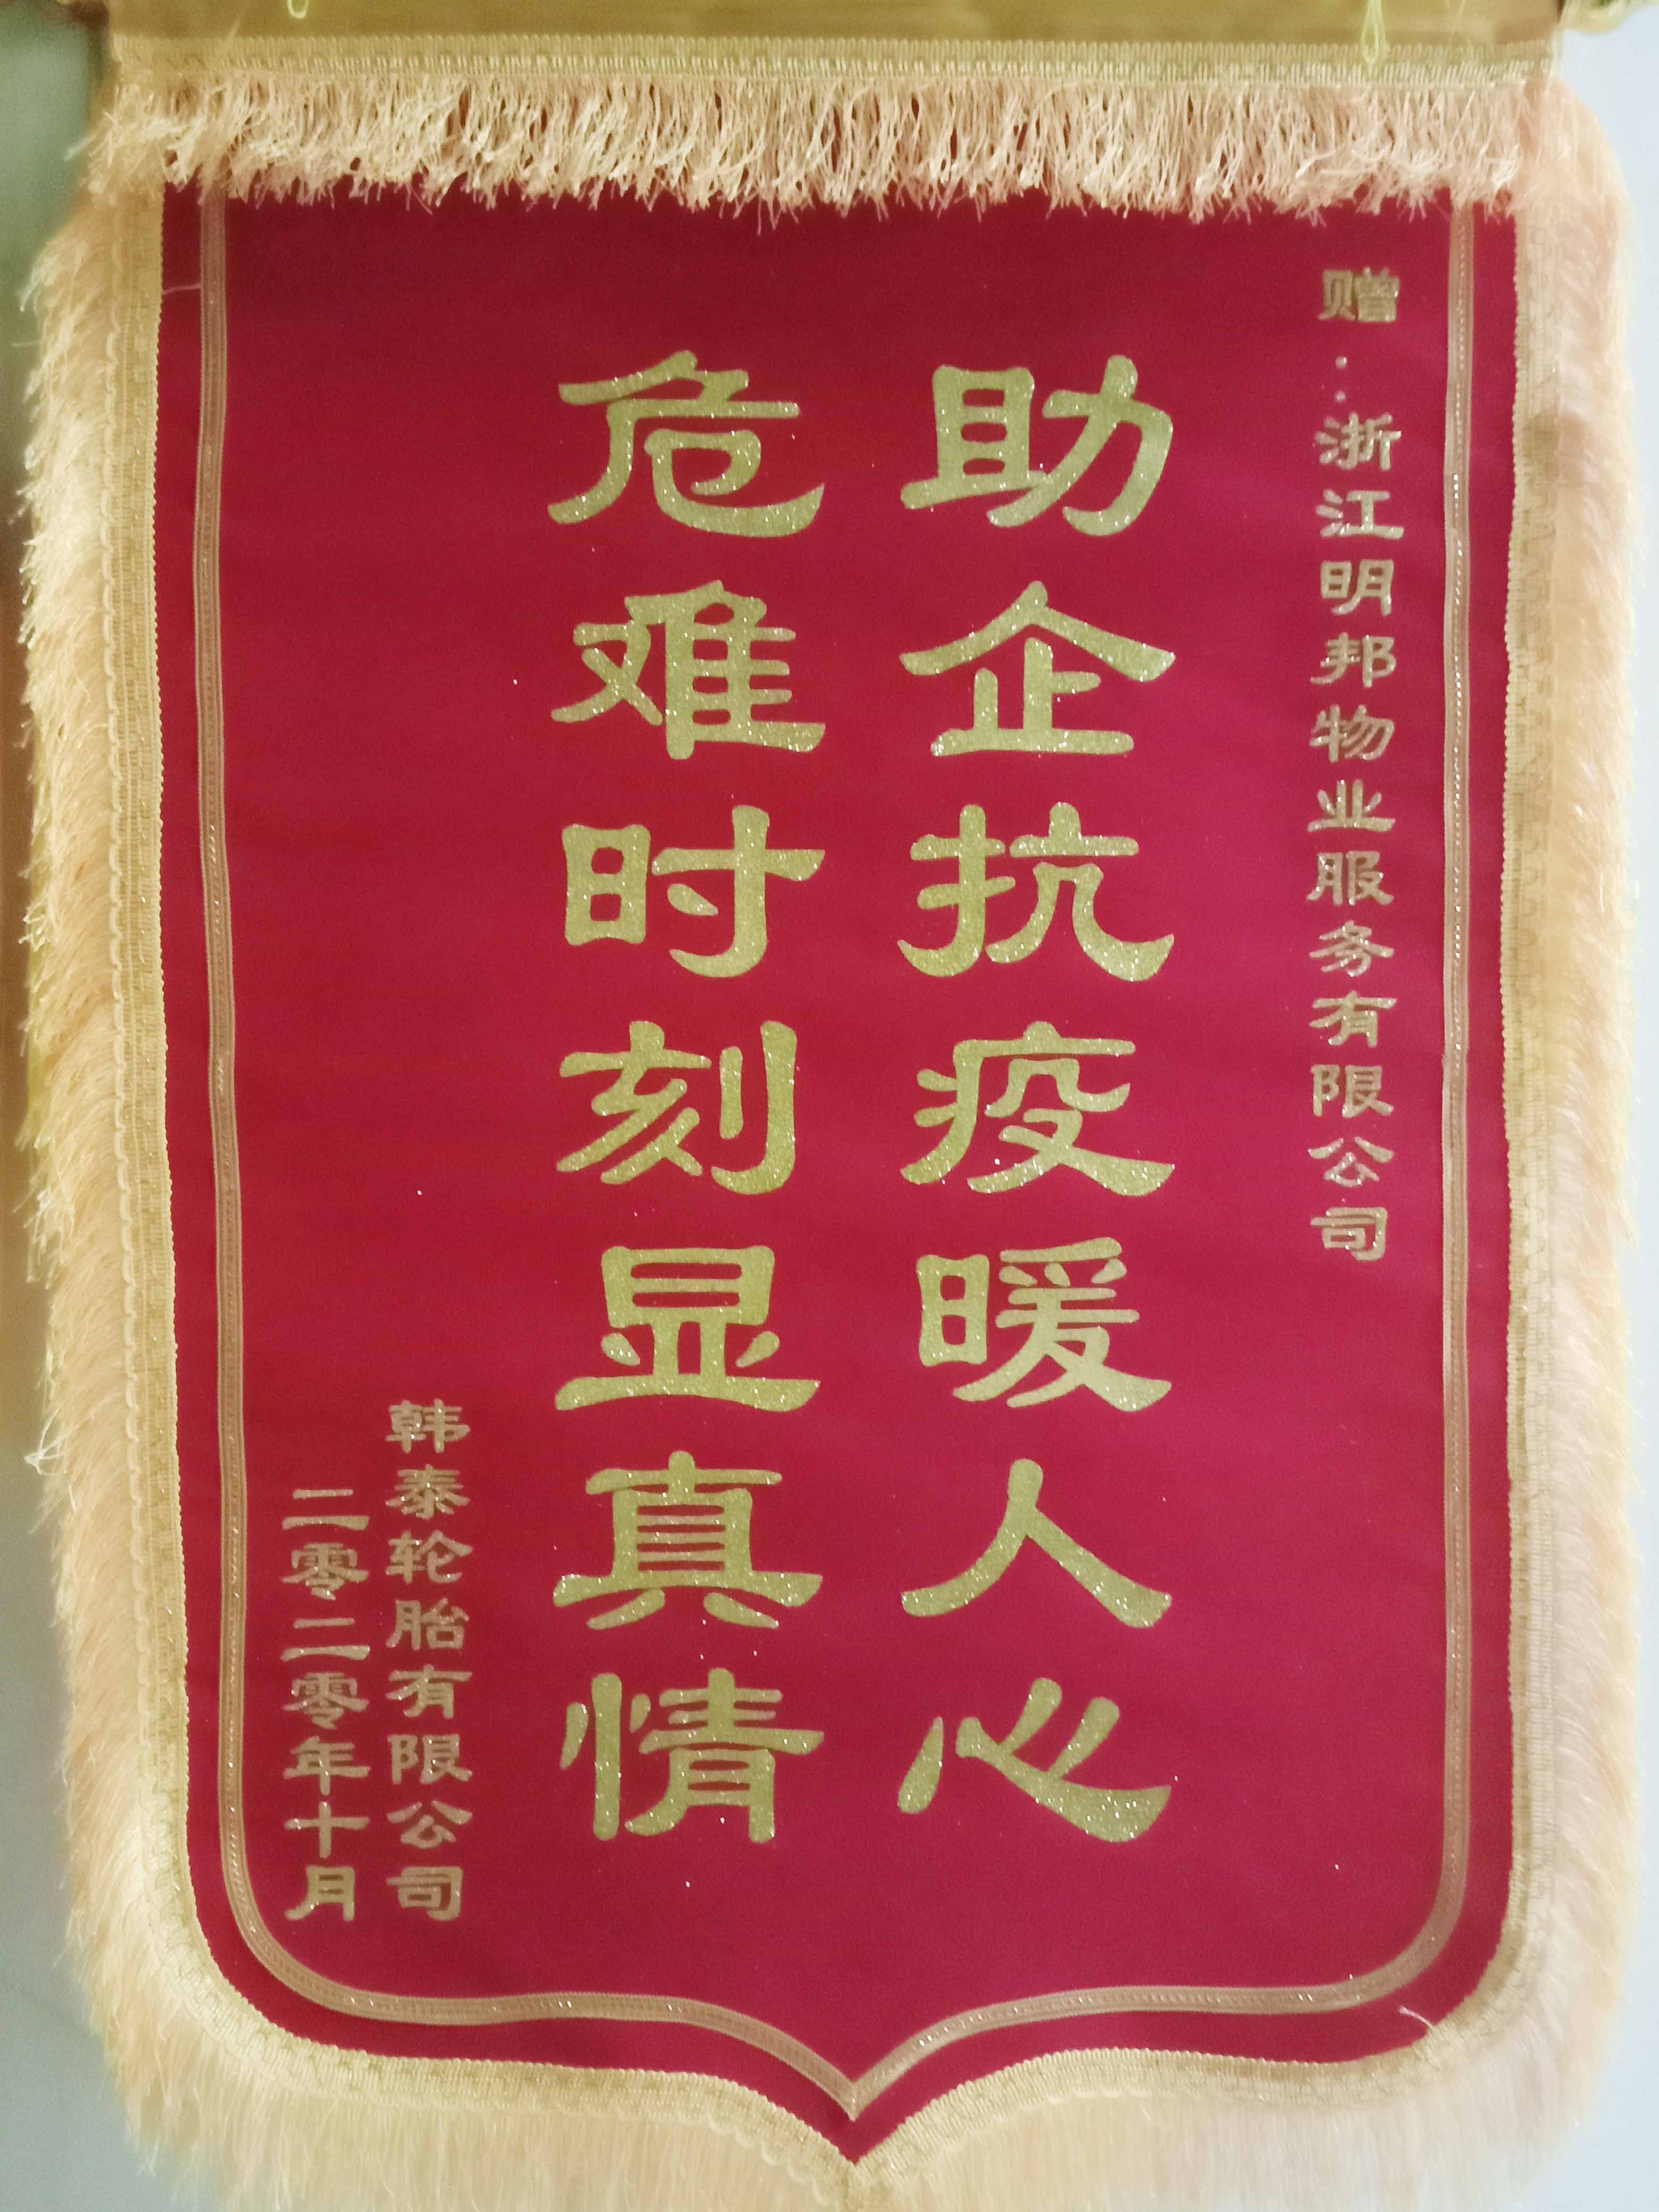 赠：浙江明邦物业服务有限公司
助企抗疫暖人心
危难时刻显真情
韩泰轮胎有限公司
二零二零年十月